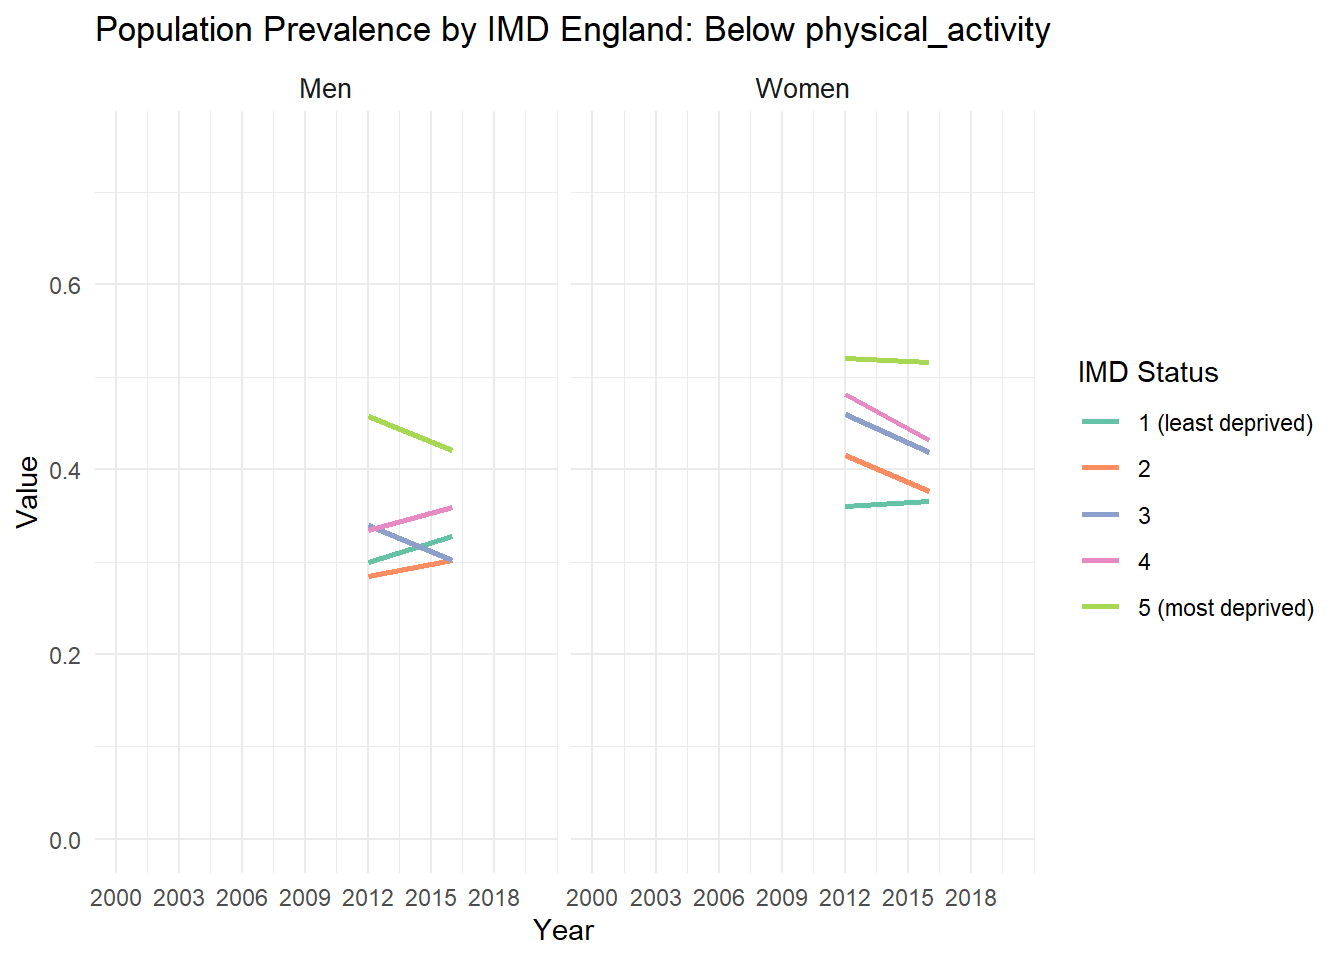 Population Prevalence by IMD England: Below physical_activity
Men
Women
0.6
0.4
0.2
0.0
Value
2000 2003 2006 2009 2012 2015 2018
2000 2003 2006 2009 2012 2015 2018
Year
IMD Status
1 (least deprived)
2
3
4
5 (most deprived)